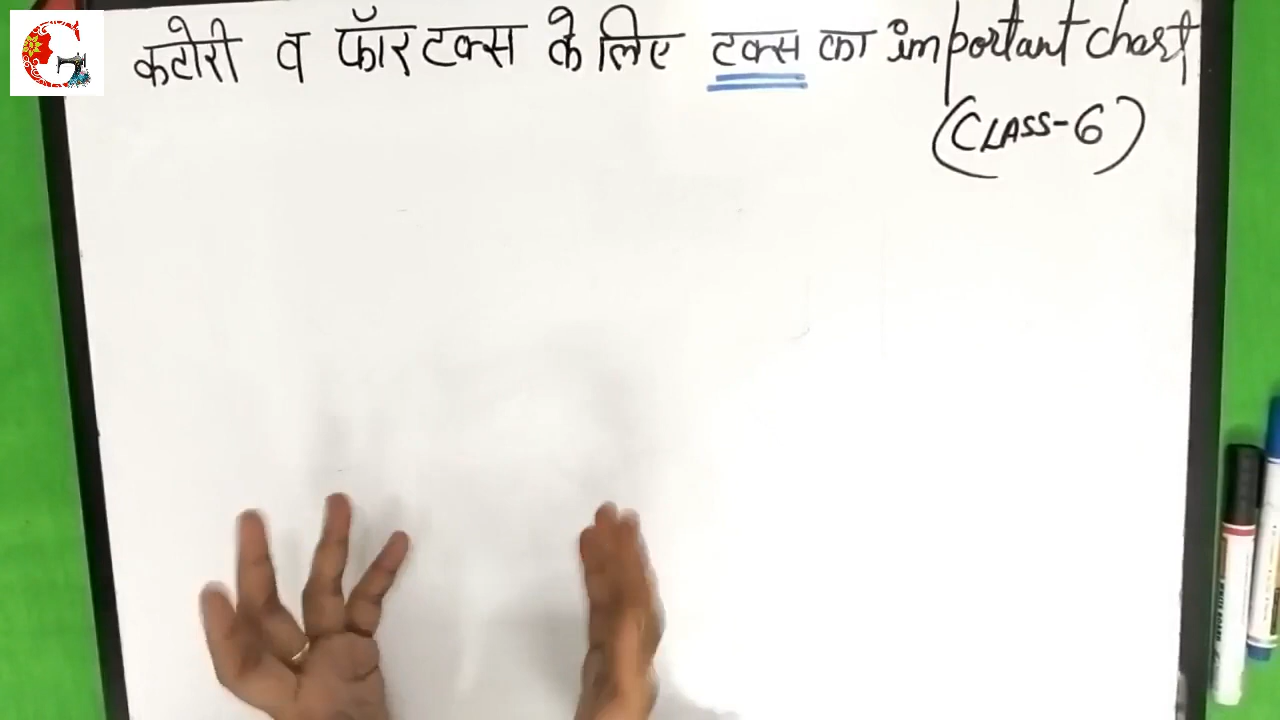 कटोरी व फॉरटक्स के लिए टक्स का important chart
(CLASS-6)